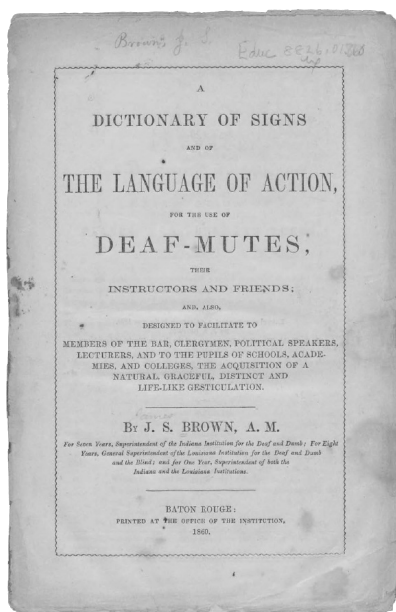 Brown, J. S.
Educ
A
DICTIONARY OF SIGNS
AND OF
THE LANGUAGE OF ACTION,
FOR THE USE OF
DEAF-MUTES,
THEIR
INSTRUCTORS AND FRIENDS;
AND, ALSO,
DESIGNED TO FACILITATE TO
MEMBERS OF THE BAR, CLERGYMEN, POLITICAL SPEAKERS,
LECTURERS, AND TO THE PUPILS OF SCHOOLS, ACADE-
MIES, AND COLLEGES, THE ACQUISITION OF A
NATURAL, GRACEFUL, DISTINCT AND
LIFE-LIKE GESTICULATION.
BY J. S. BROWN, A. M.
For Seven Years, Superintendent of the Indiana Institution for the Deaf and Dumb; For Eight
Years, General Superintendent of the Louisiana Institution for the Deaf and Dumb
and the Blind; and for One Year, Superintendent of both the
Indiana and the Louisiana Institutions.
BATON ROUGE:
PRINTED AT THE OFFICE OF THE INSTITUTION,
1860.